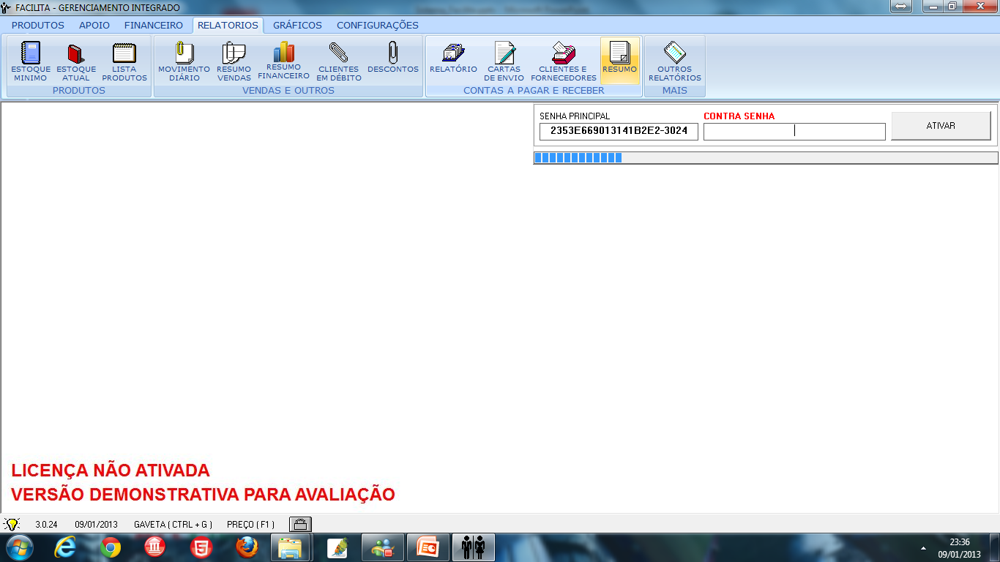 FACILITA - GERENCIAMENTO INTEGRADO
PRODUTOS APOIO FINANCEIRO RELATORIOS GRÁFICOS CONFIGURAÇÕES
ESTOQUE MINIMO
ESTOQUE ATUAL
LISTA PRODUTOS
PRODUTOS
MOVIMENTO DIÁRIO
RESUMO VENDAS
RESUMO FINANCEIRO
CLIENTES EM DÉBITO
DESCONTOS
VENDAS E OUTROS
RELATÓRIO
CARTAS DE ENVIO
CLIENTES E FORNECEDORES
RESUMO
CONTAS A PAGAR E RECEBER
OUTROS RELATÓRIOS
MAIS
SENHA PRINCIPAL
2353E669013141B2E2-3024
CONTRA SENHA
ATIVAR
LICENÇA NÃO ATIVADA
VERSÃO DEMONSTRATIVA PARA AVALIAÇÃO
3.0.24 09/01/2013 GAVETA ( CTRL + G ) PREÇO ( F1 )
23:36
09/01/2013